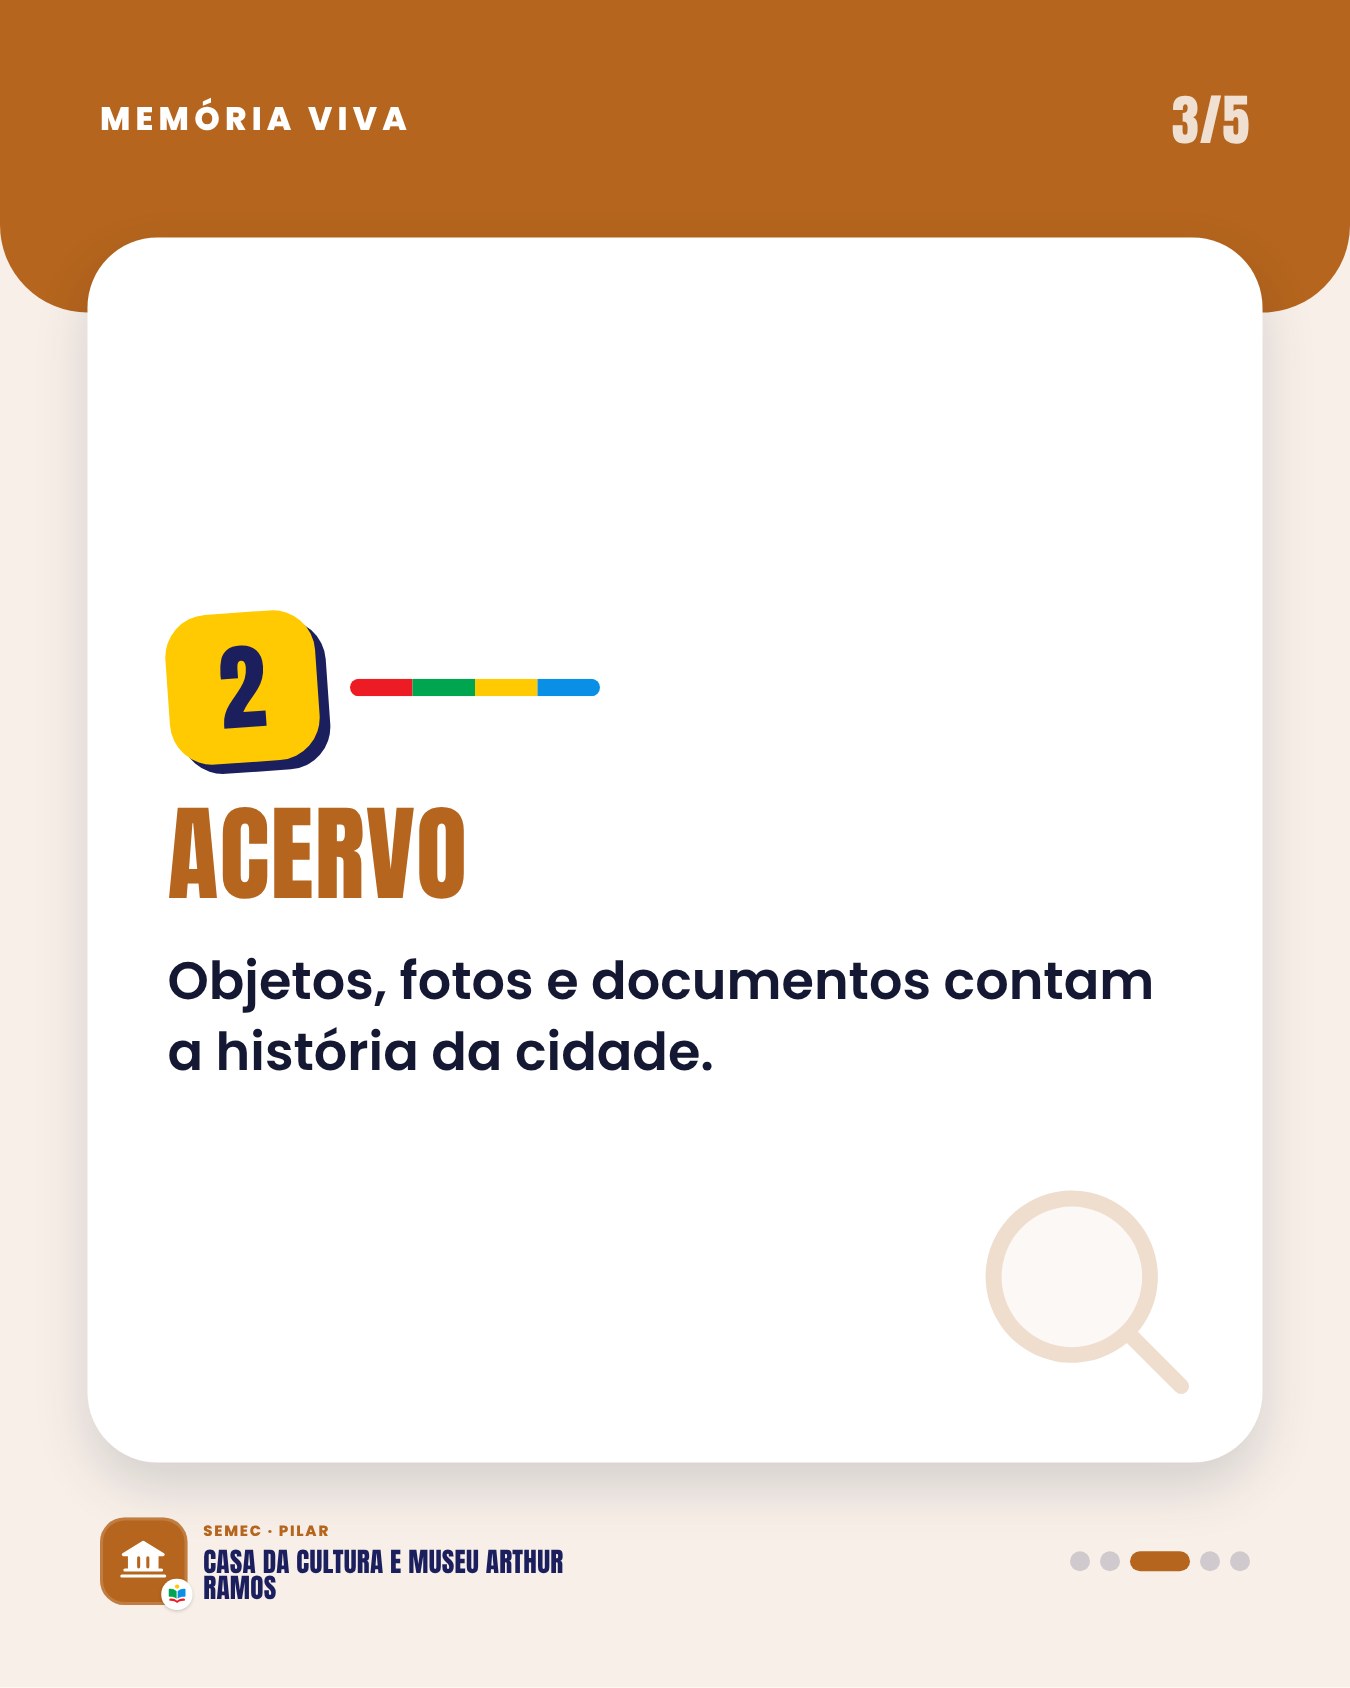 MEMÓRIA VIVA
3/5
2
ACERVO
Objetos, fotos e documentos contam
a história da cidade.
SEMEC · PILAR
CASA DA CULTURA E MUSEU ARTHUR
RAMOS